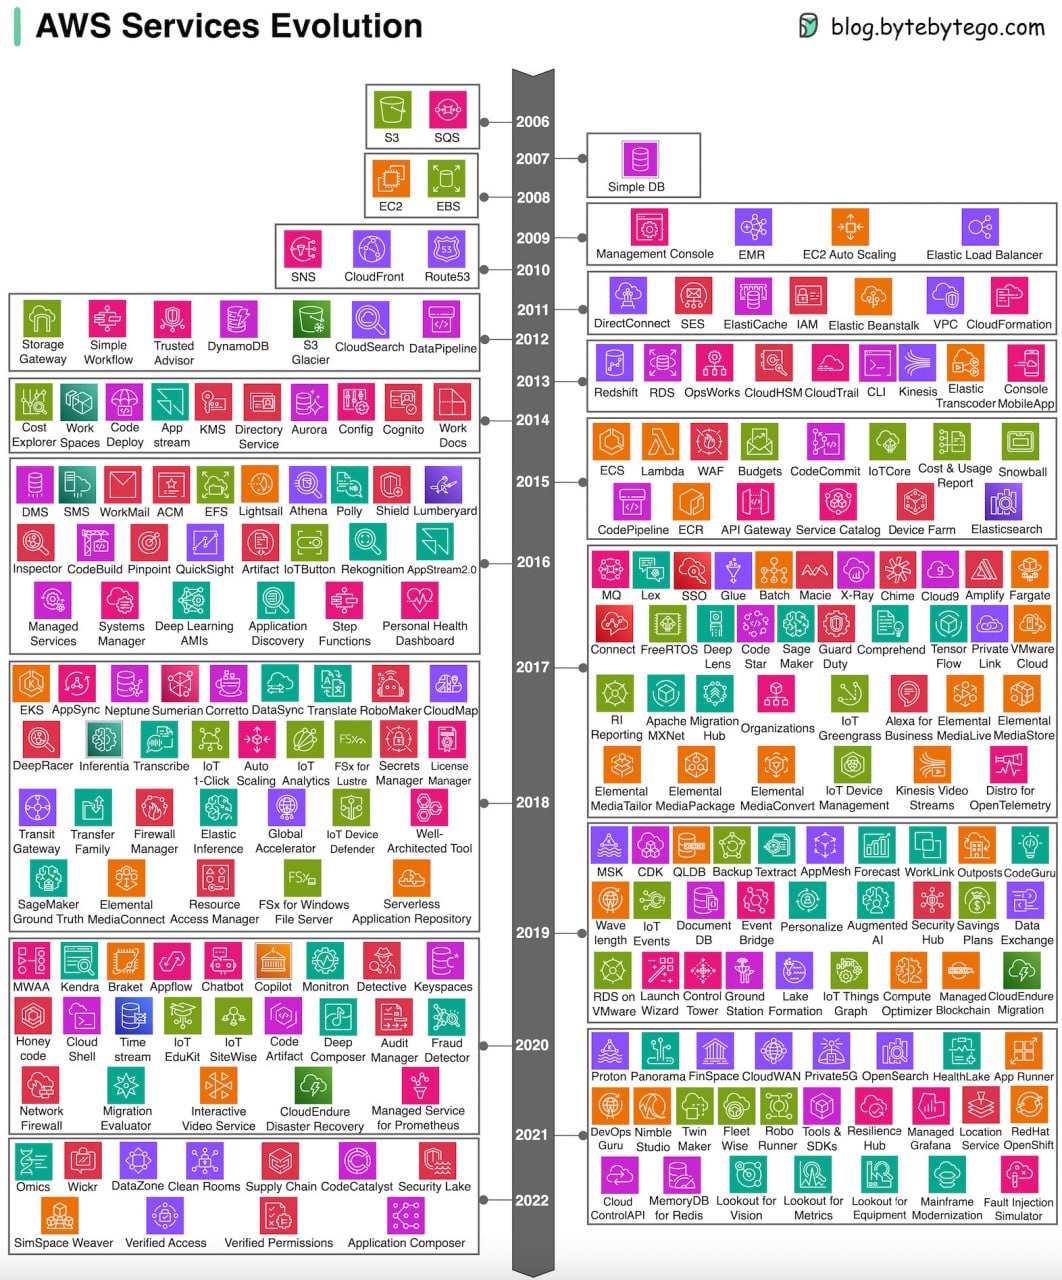 AWS Services Evolution
blog.bytebytego.com
2006
S3 SQS
2007
Simple DB
2008
EC2 EBS
2009
Management Console EMR EC2 Auto Scaling Elastic Load Balancer
2010
SNS CloudFront Route53
53
2011
DirectConnect SES ElastiCache IAM Elastic Beanstalk VPC CloudFormation
2012
Storage Gateway Simple Workflow Trusted Advisor DynamoDB S3 Glacier CloudSearch DataPipeline
2013
Redshift RDS OpsWorks CloudHSM CloudTrail CLI Kinesis Elastic Transcoder Console MobileApp
2014
Cost Explorer Work Spaces Code Deploy App stream KMS Directory Service Aurora Config Cognito Work Docs
2015
ECS Lambda WAF Budgets CodeCommit IoTCore Cost & Usage Report Snowball
CodePipeline ECR API Gateway Service Catalog Device Farm Elasticsearch
2016
DMS SMS WorkMail ACM EFS Lightsail Athena Polly Shield Lumberyard
Inspector CodeBuild Pinpoint QuickSight Artifact IoTButton Rekognition AppStream2.0
Managed Services Systems Manager Deep Learning AMIs Application Discovery Step Functions Personal Health Dashboard
2017
MQ Lex SSO Glue Batch Macie X-Ray Chime Cloud9 Amplify Fargate
Connect FreeRTOS Deep Lens Code Star Sage Maker Guard Duty Comprehend Tensor Flow Private Link VMware Cloud
RI Reporting Apache MXNet Migration Hub Organizations IoT Greengrass Alexa for Business Elemental MediaLive Elemental MediaStore
Elemental MediaTailor Elemental MediaPackage Elemental MediaConvert IoT Device Management Kinesis Video Streams Distro for OpenTelemetry
2018
EKS AppSync Neptune Sumerian Corretto DataSync Translate RoboMaker CloudMap
DeepRacer Inferentia Transcribe IoT 1-Click Auto Scaling IoT Analytics FSx for Lustre Secrets Manager License Manager
Transit Gateway Transfer Family Firewall Manager Elastic Inference Global Accelerator IoT Device Defender Well-Architected Tool
SageMaker Ground Truth Elemental MediaConnect Resource Access Manager FSx for Windows File Server Serverless Application Repository
2019
MSK CDK QLDB Backup Textract AppMesh Forecast WorkLink Outposts CodeGuru
Wave length IoT Events Document DB Event Bridge Personalize Augmented AI Security Hub Savings Plans Data Exchange
RDS on VMware Launch Wizard Control Tower Ground Station Lake Formation IoT Things Graph Compute Optimizer Managed Blockchain CloudEndure Migration
2020
MWAA Kendra Braket Appflow Chatbot Copilot Monitron Detective Keyspaces
Honey code Cloud Shell Time stream IoT EduKit IoT SiteWise Code Artifact Deep Composer Audit Manager Fraud Detector
Network Firewall Migration Evaluator Interactive Video Service CloudEndure Disaster Recovery Managed Service for Prometheus
2021
Proton Panorama FinSpace CloudWAN Private5G OpenSearch HealthLake App Runner
DevOps Guru Nimble Studio Twin Maker Fleet Wise Robo Runner Tools & SDKs Resilience Hub Managed Grafana Location Service RedHat OpenShift
Cloud ControlAPI MemoryDB for Redis Lookout for Vision Lookout for Metrics Lookout for Equipment Mainframe Modernization Fault Injection Simulator
2022
Omics Wickr DataZone Clean Rooms Supply Chain CodeCatalyst Security Lake
SimSpace Weaver Verified Access Verified Permissions Application Composer